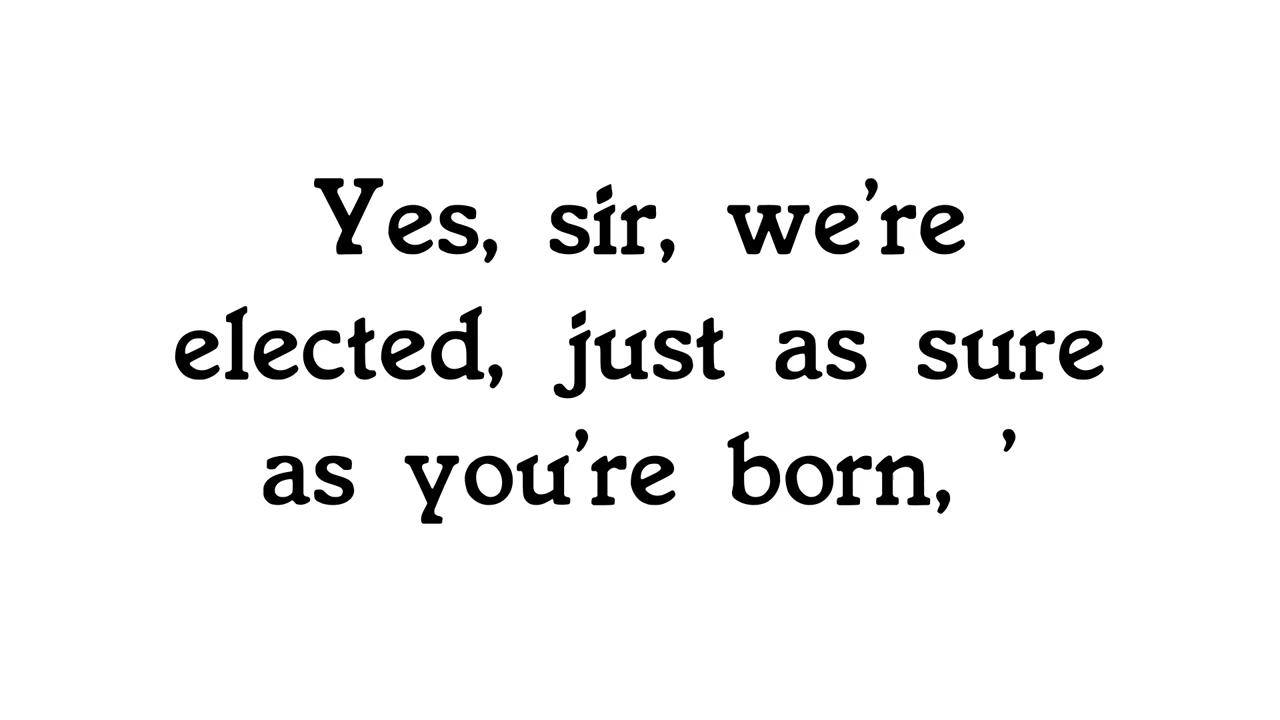 Yes, sir, we’re
elected, just as sure
as you’re born, ’